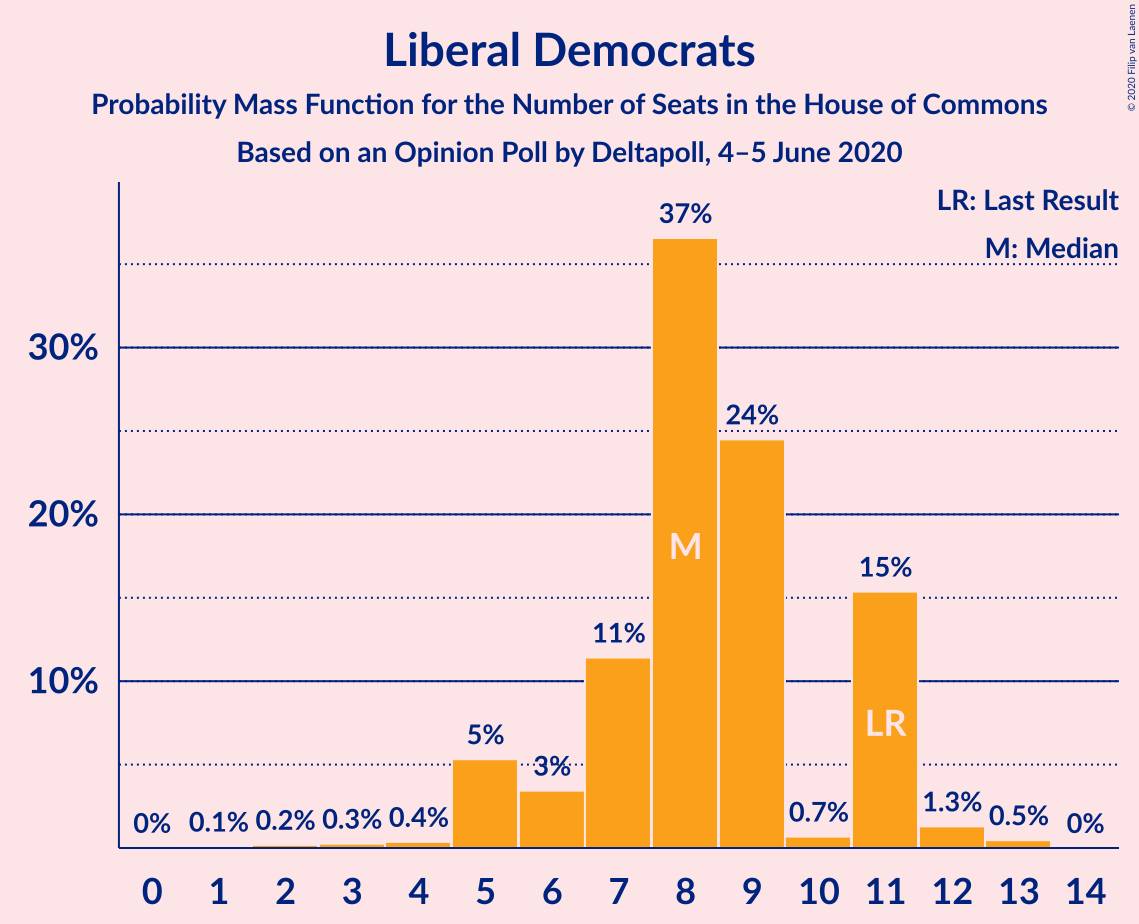 Liberal Democrats
Probability Mass Function for the Number of Seats in the House of Commons
Based on an Opinion Poll by Deltapoll, 4–5 June 2020
© 2020 Filip van Laenen
LR: Last Result
M: Median
30%
20%
10%
0%
0.1%
0.2%
0.3%
0.4%
5%
3%
11%
37%
24%
0.7%
15%
1.3%
0.5%
0%
M
LR
0 1 2 3 4 5 6 7 8 9 10 11 12 13 14